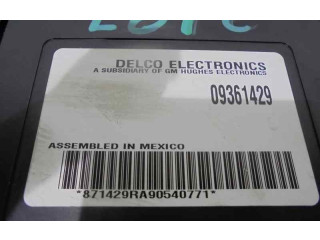 DELCO ELECTRONICS
A SUBSIDIARY OF GM HUGHES ELECTRONICS
09361429
ASSEMBLED IN MEXICO
*871429RA90540771*